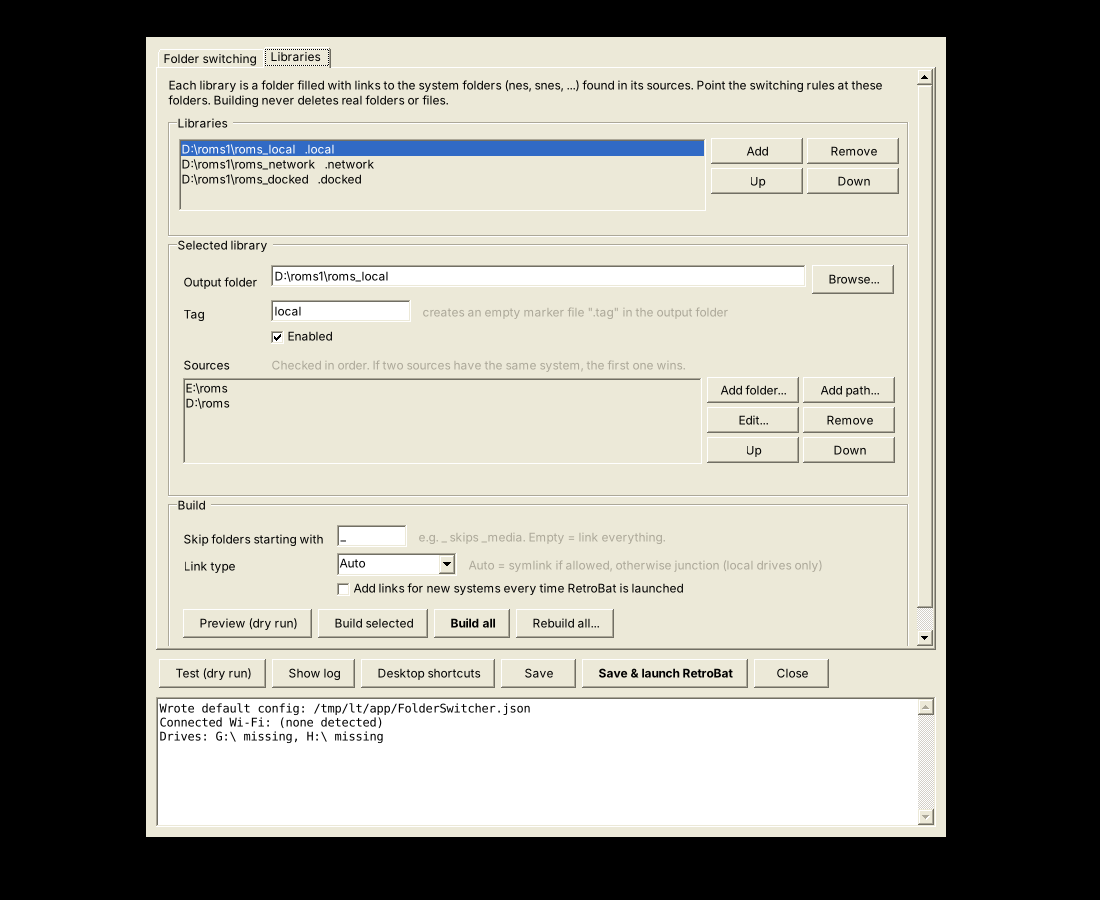 Folder switching Libraries
Each library is a folder filled with links to the system folders (nes, snes, ...) found in its sources. Point the switching rules at these
folders. Building never deletes real folders or files.
Libraries
D:\roms1\roms_local .local
D:\roms1\roms_network .network
D:\roms1\roms_docked .docked
Add Remove
Up Down
Selected library
Output folder D:\roms1\roms_local Browse...
Tag local creates an empty marker file ".tag" in the output folder
Enabled
Sources Checked in order. If two sources have the same system, the first one wins.
E:\roms
D:\roms
Add folder... Add path...
Edit... Remove
Up Down
Build
Skip folders starting with _ e.g. _ skips _media. Empty = link everything.
Link type Auto Auto = symlink if allowed, otherwise junction (local drives only)
Add links for new systems every time RetroBat is launched
Preview (dry run) Build selected Build all Rebuild all...
Test (dry run) Show log Desktop shortcuts Save Save & launch RetroBat Close
Wrote default config: /tmp/lt/app/FolderSwitcher.json
Connected Wi-Fi: (none detected)
Drives: G:\ missing, H:\ missing